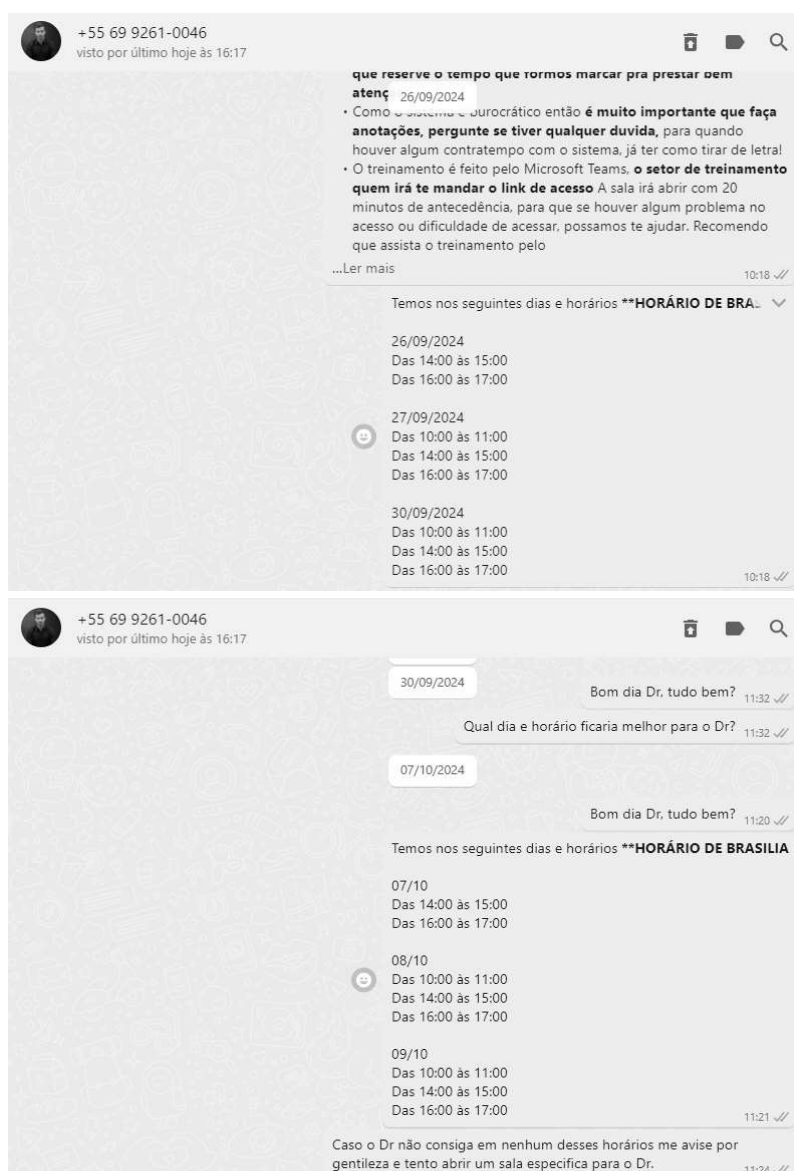 +55 69 9261-0046
visto por último hoje às 16:17
que reserve o tempo que formos marcar pra prestar bem
atenç
26/09/2024
• Como o sistema é burocrático então é muito importante que faça
anotações, pergunte se tiver qualquer duvida, para quando
houver algum contratempo com o sistema, já ter como tirar de letra!
• O treinamento é feito pelo Microsoft Teams, o setor de treinamento
quem irá te mandar o link de acesso A sala irá abrir com 20
minutos de antecedência, para que se houver algum problema no
acesso ou dificuldade de acessar, possamos te ajudar. Recomendo
que assista o treinamento pelo
...Ler mais
10:18
Temos nos seguintes dias e horários **HORÁRIO DE BRA
26/09/2024
Das 14:00 às 15:00
Das 16:00 às 17:00
27/09/2024
Das 10:00 às 11:00
Das 14:00 às 15:00
Das 16:00 às 17:00
30/09/2024
Das 10:00 às 11:00
Das 14:00 às 15:00
Das 16:00 às 17:00
10:18
+55 69 9261-0046
visto por último hoje às 16:17
30/09/2024
Bom dia Dr, tudo bem? 11:32
Qual dia e horário ficaria melhor para o Dr? 11:32
07/10/2024
Bom dia Dr, tudo bem? 11:20
Temos nos seguintes dias e horários **HORÁRIO DE BRASILIA
07/10
Das 14:00 às 15:00
Das 16:00 às 17:00
08/10
Das 10:00 às 11:00
Das 14:00 às 15:00
Das 16:00 às 17:00
09/10
Das 10:00 às 11:00
Das 14:00 às 15:00
Das 16:00 às 17:00
11:21
Caso o Dr não consiga em nenhum desses horários me avise por
gentileza e tento abrir um sala especifica para o Dr. 11:24